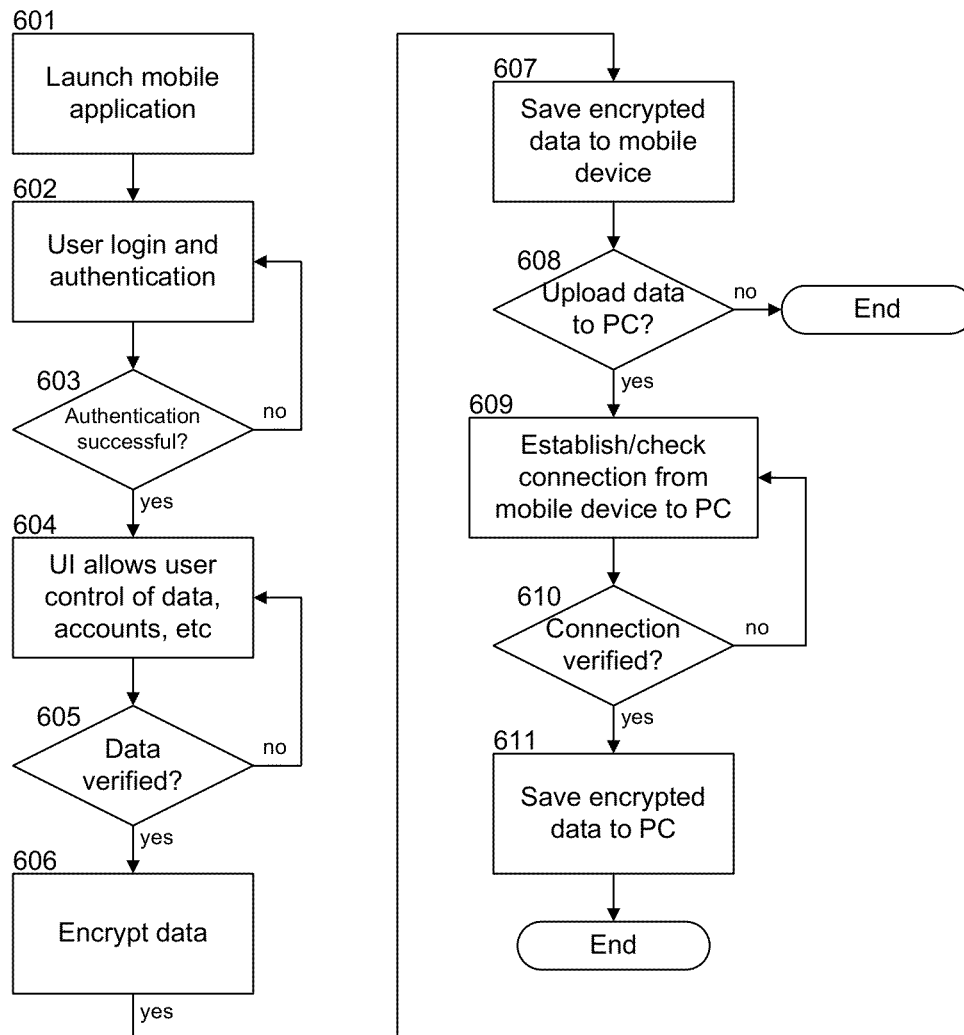 601
Launch mobile
application
602
User login and
authentication
603
Authentication
successful?
no
yes
604
UI allows user
control of data,
accounts, etc
605
Data
verified?
no
yes
606
Encrypt data
yes
607
Save encrypted
data to mobile
device
608
Upload data
to PC?
no
End
yes
609
Establish/check
connection from
mobile device to PC
610
Connection
verified?
no
yes
611
Save encrypted
data to PC
End